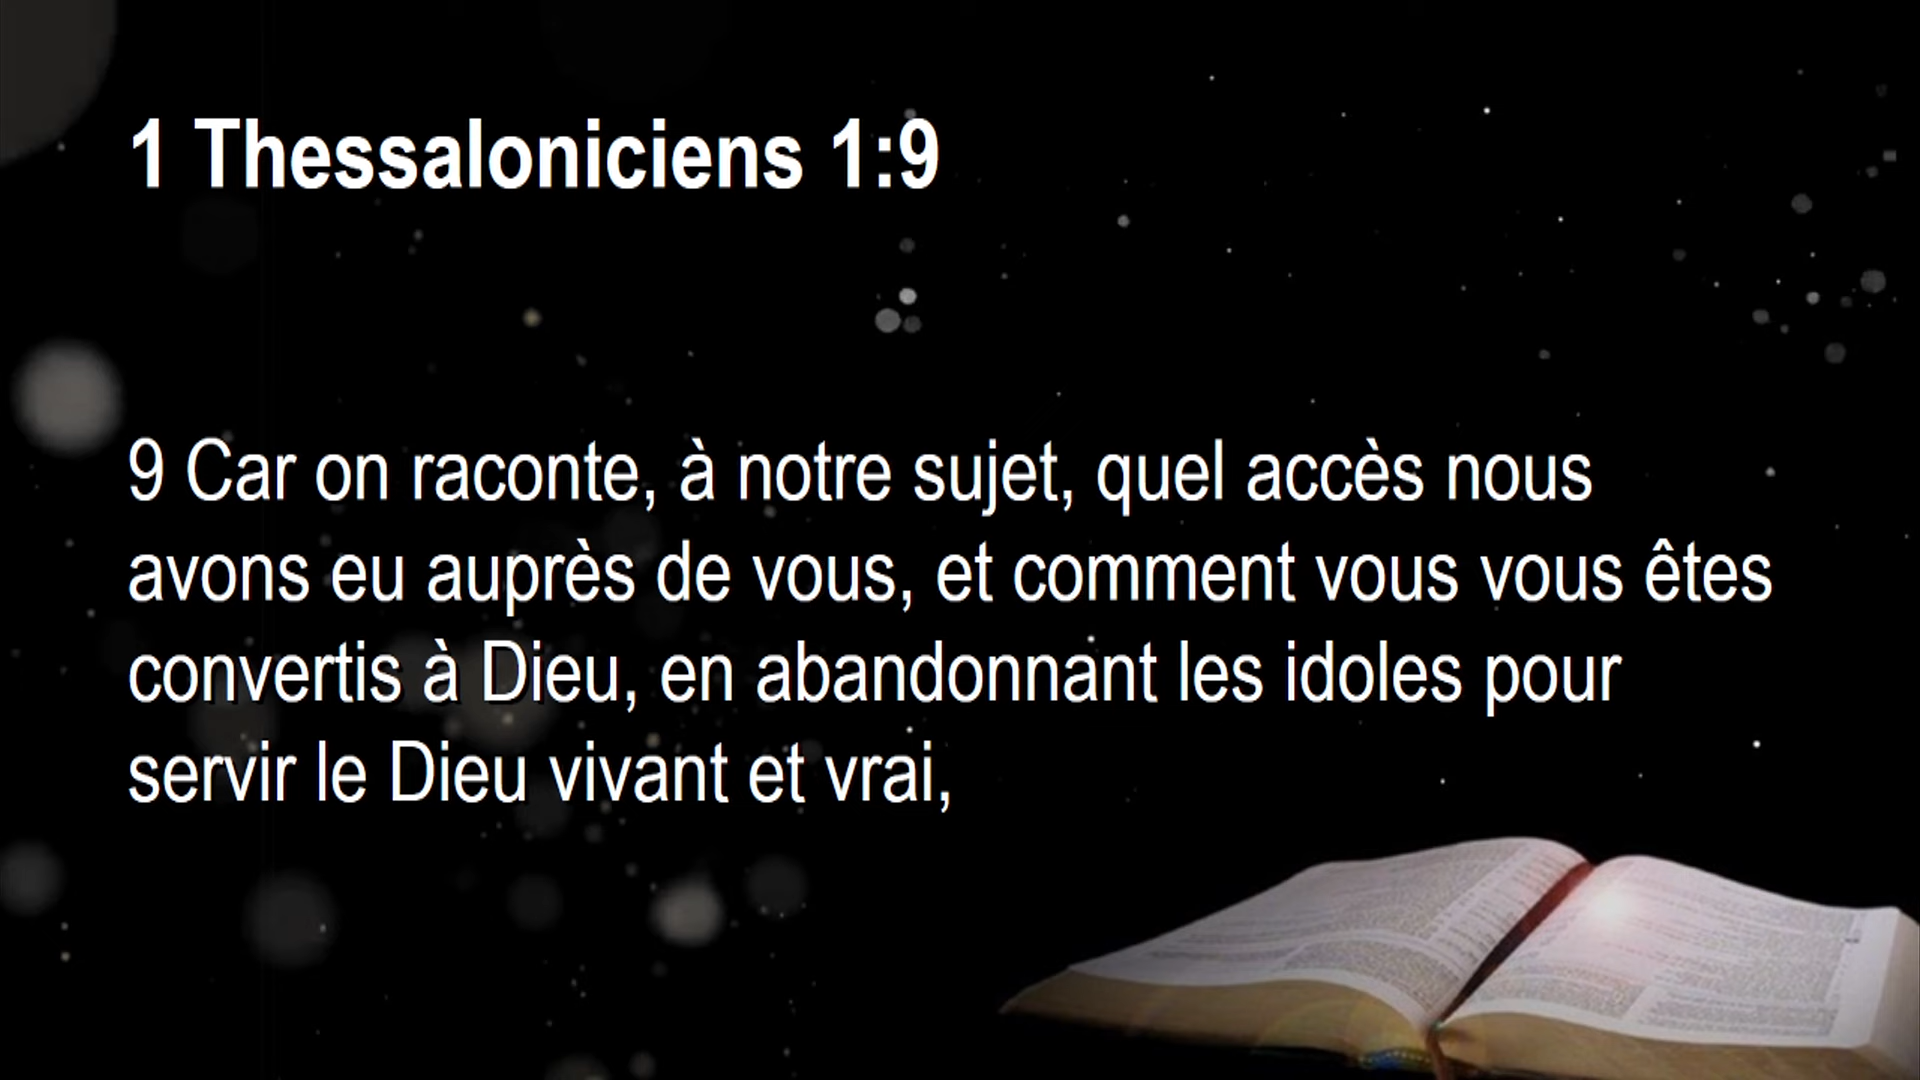 1 Thessaloniciens 1:9
9 Car on raconte, à notre sujet, quel accès nous
avons eu auprès de vous, et comment vous vous êtes
convertis à Dieu, en abandonnant les idoles pour
servir le Dieu vivant et vrai,